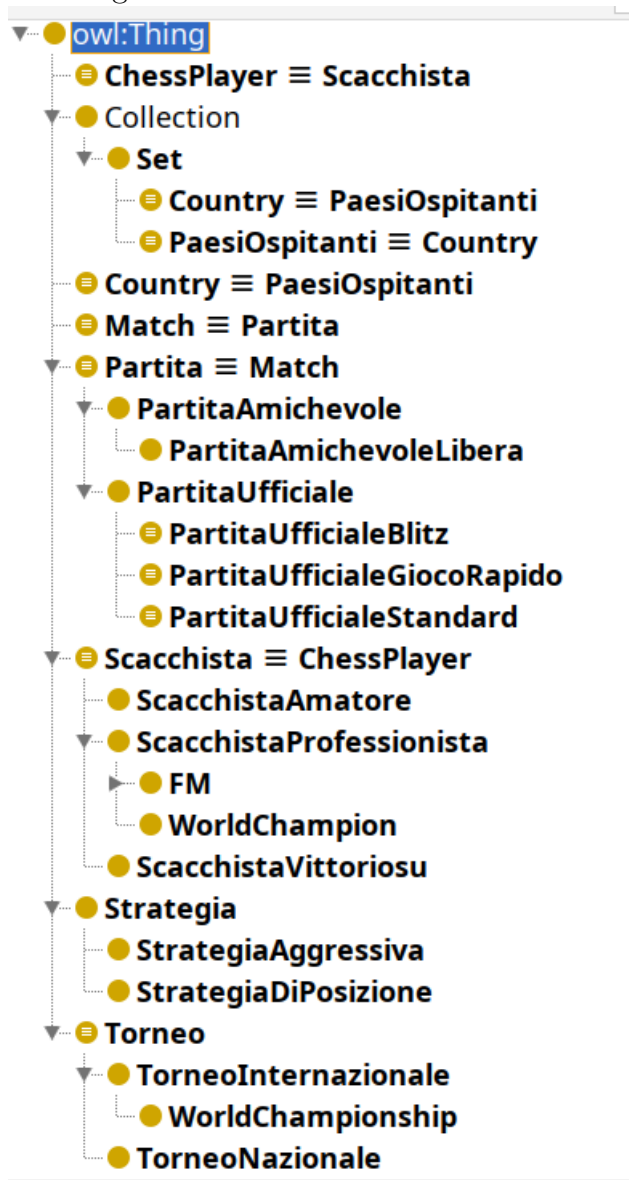 owl:Thing
ChessPlayer ≡ Scacchista
Collection
Set
Country ≡ PaesiOspitanti
PaesiOspitanti ≡ Country
Country ≡ PaesiOspitanti
Match ≡ Partita
Partita ≡ Match
PartitaAmichevole
PartitaAmichevoleLibera
PartitaUfficiale
PartitaUfficialeBlitz
PartitaUfficialeGiocoRapido
PartitaUfficialeStandard
Scacchista ≡ ChessPlayer
ScacchistaAmatore
ScacchistaProfessionista
FM
WorldChampion
ScacchistaVittoriosu
Strategia
StrategiaAggressiva
StrategiaDiPosizione
Torneo
TorneoInternazionale
WorldChampionship
TorneoNazionale